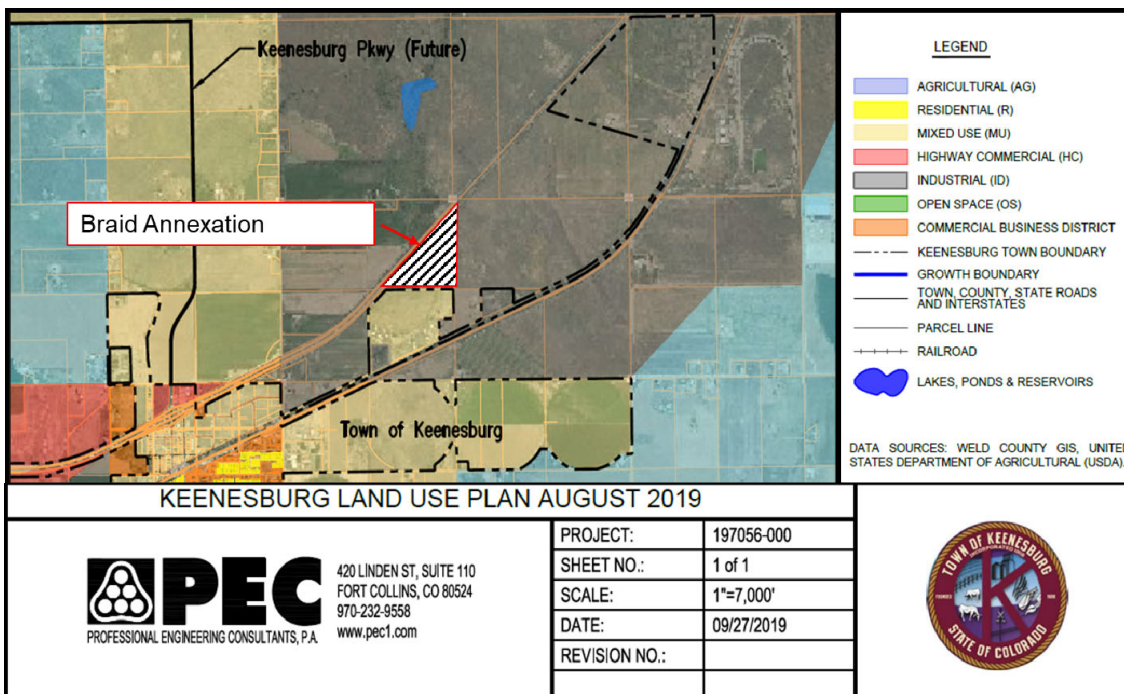 Keenesburg Pkwy (Future)
Braid Annexation
Town of Keenesburg
LEGEND
AGRICULTURAL (AG)
RESIDENTIAL (R)
MIXED USE (MU)
HIGHWAY COMMERCIAL (HC)
INDUSTRIAL (ID)
OPEN SPACE (OS)
COMMERCIAL BUSINESS DISTRICT
KEENESBURG TOWN BOUNDARY
GROWTH BOUNDARY
TOWN, COUNTY, STATE ROADS
AND INTERSTATES
PARCEL LINE
RAILROAD
LAKES, PONDS & RESERVOIRS
DATA SOURCES: WELD COUNTY GIS, UNITED
STATES DEPARTMENT OF AGRICULTURAL (USDA).
KEENESBURG LAND USE PLAN AUGUST 2019
PEC
PROFESSIONAL ENGINEERING CONSULTANTS, P.A.
420 LINDEN ST, SUITE 110
FORT COLLINS, CO 80524
970-232-9558
www.pec1.com
PROJECT: 197056-000
SHEET NO.: 1 of 1
SCALE: 1"=7,000'
DATE: 09/27/2019
REVISION NO.:
TOWN OF KEENESBURG
K
STATE OF COLORADO